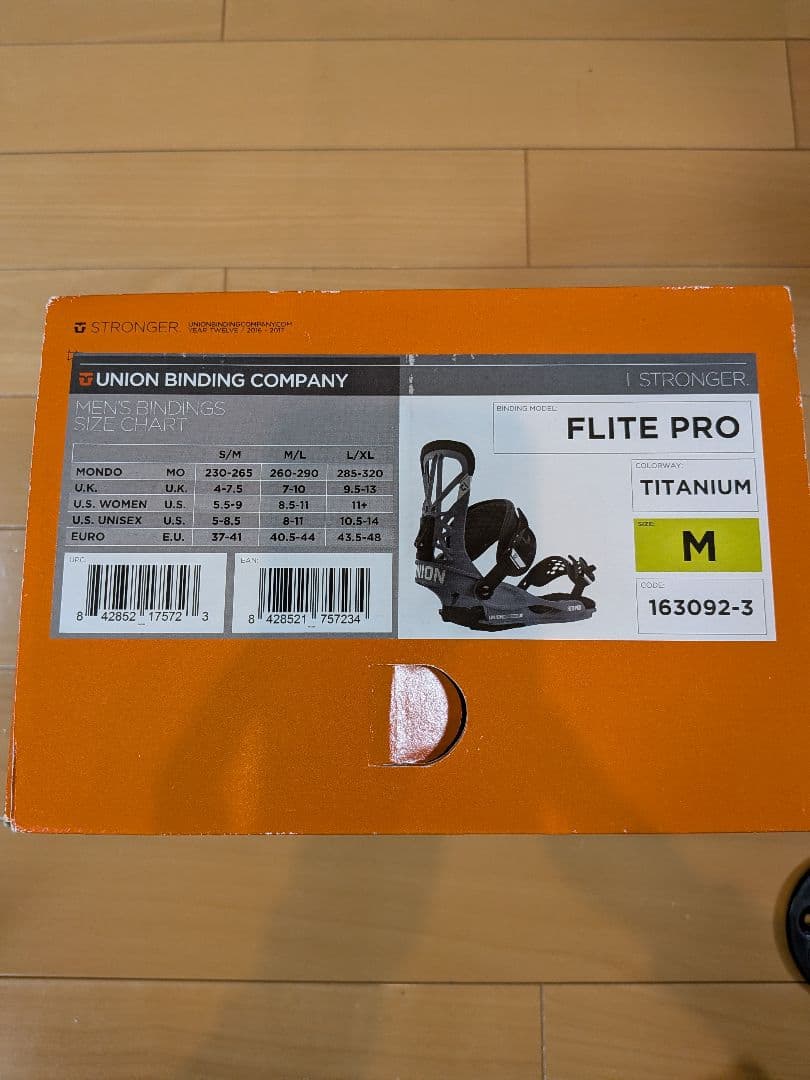 STRONGER. UNIONBINDINGCOMPANY.COM
YEAR TWELVE / 2016 - 2017
UNION BINDING COMPANY
STRONGER.
MEN'S BINDINGS
SIZE CHART
S/M M/L L/XL
MONDO MO 230-265 260-290 285-320
U.K. U.K. 4-7.5 7-10 9.5-13
U.S. WOMEN U.S. 5.5-9 8.5-11 11+
U.S. UNISEX U.S. 5-8.5 8-11 10.5-14
EURO E.U. 37-41 40.5-44 43.5-48
UPC:
8 42852 17572 3
EAN:
8 428521 757234
BINDING MODEL:
FLITE PRO
COLORWAY:
TITANIUM
SIZE:
M
CODE:
163092-3
UNION